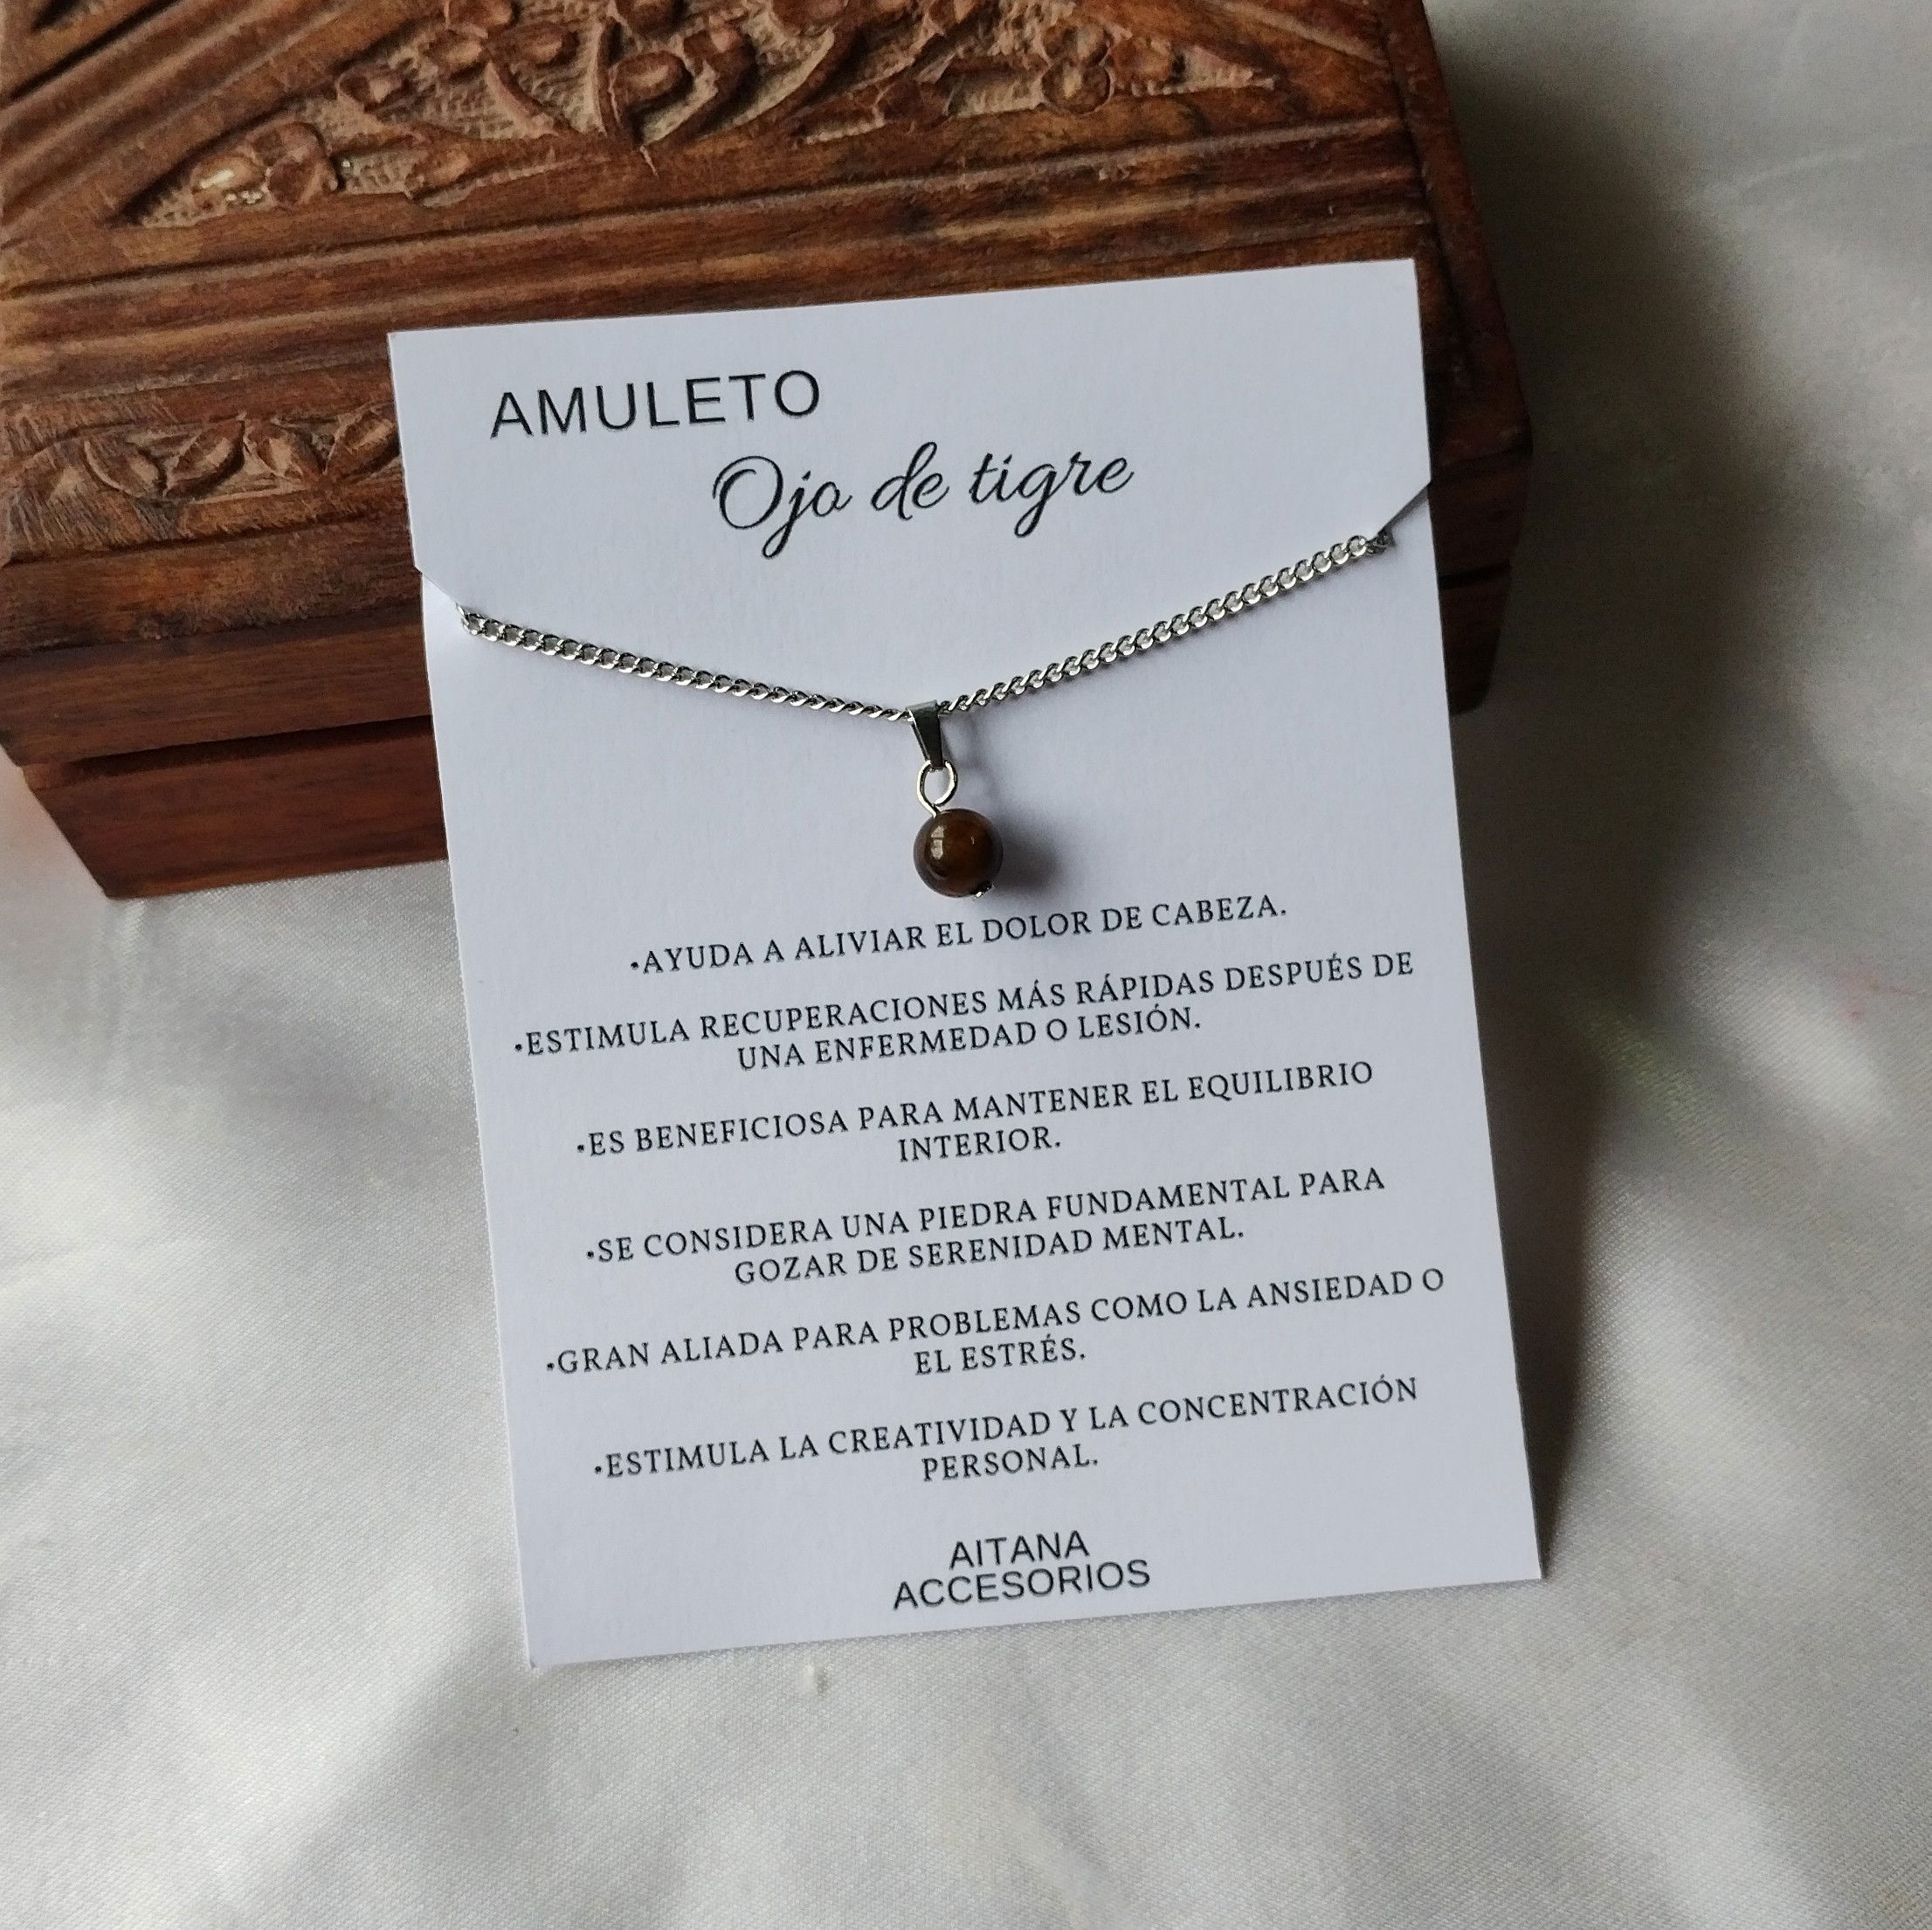 AMULETO
Ojo de tigre
•AYUDA A ALIVIAR EL DOLOR DE CABEZA.
•ESTIMULA RECUPERACIONES MÁS RÁPIDAS DESPUÉS DE
UNA ENFERMEDAD O LESIÓN.
•ES BENEFICIOSA PARA MANTENER EL EQUILIBRIO
INTERIOR.
•SE CONSIDERA UNA PIEDRA FUNDAMENTAL PARA
GOZAR DE SERENIDAD MENTAL.
•GRAN ALIADA PARA PROBLEMAS COMO LA ANSIEDAD O
EL ESTRÉS.
•ESTIMULA LA CREATIVIDAD Y LA CONCENTRACIÓN
PERSONAL.
AITANA
ACCESORIOS